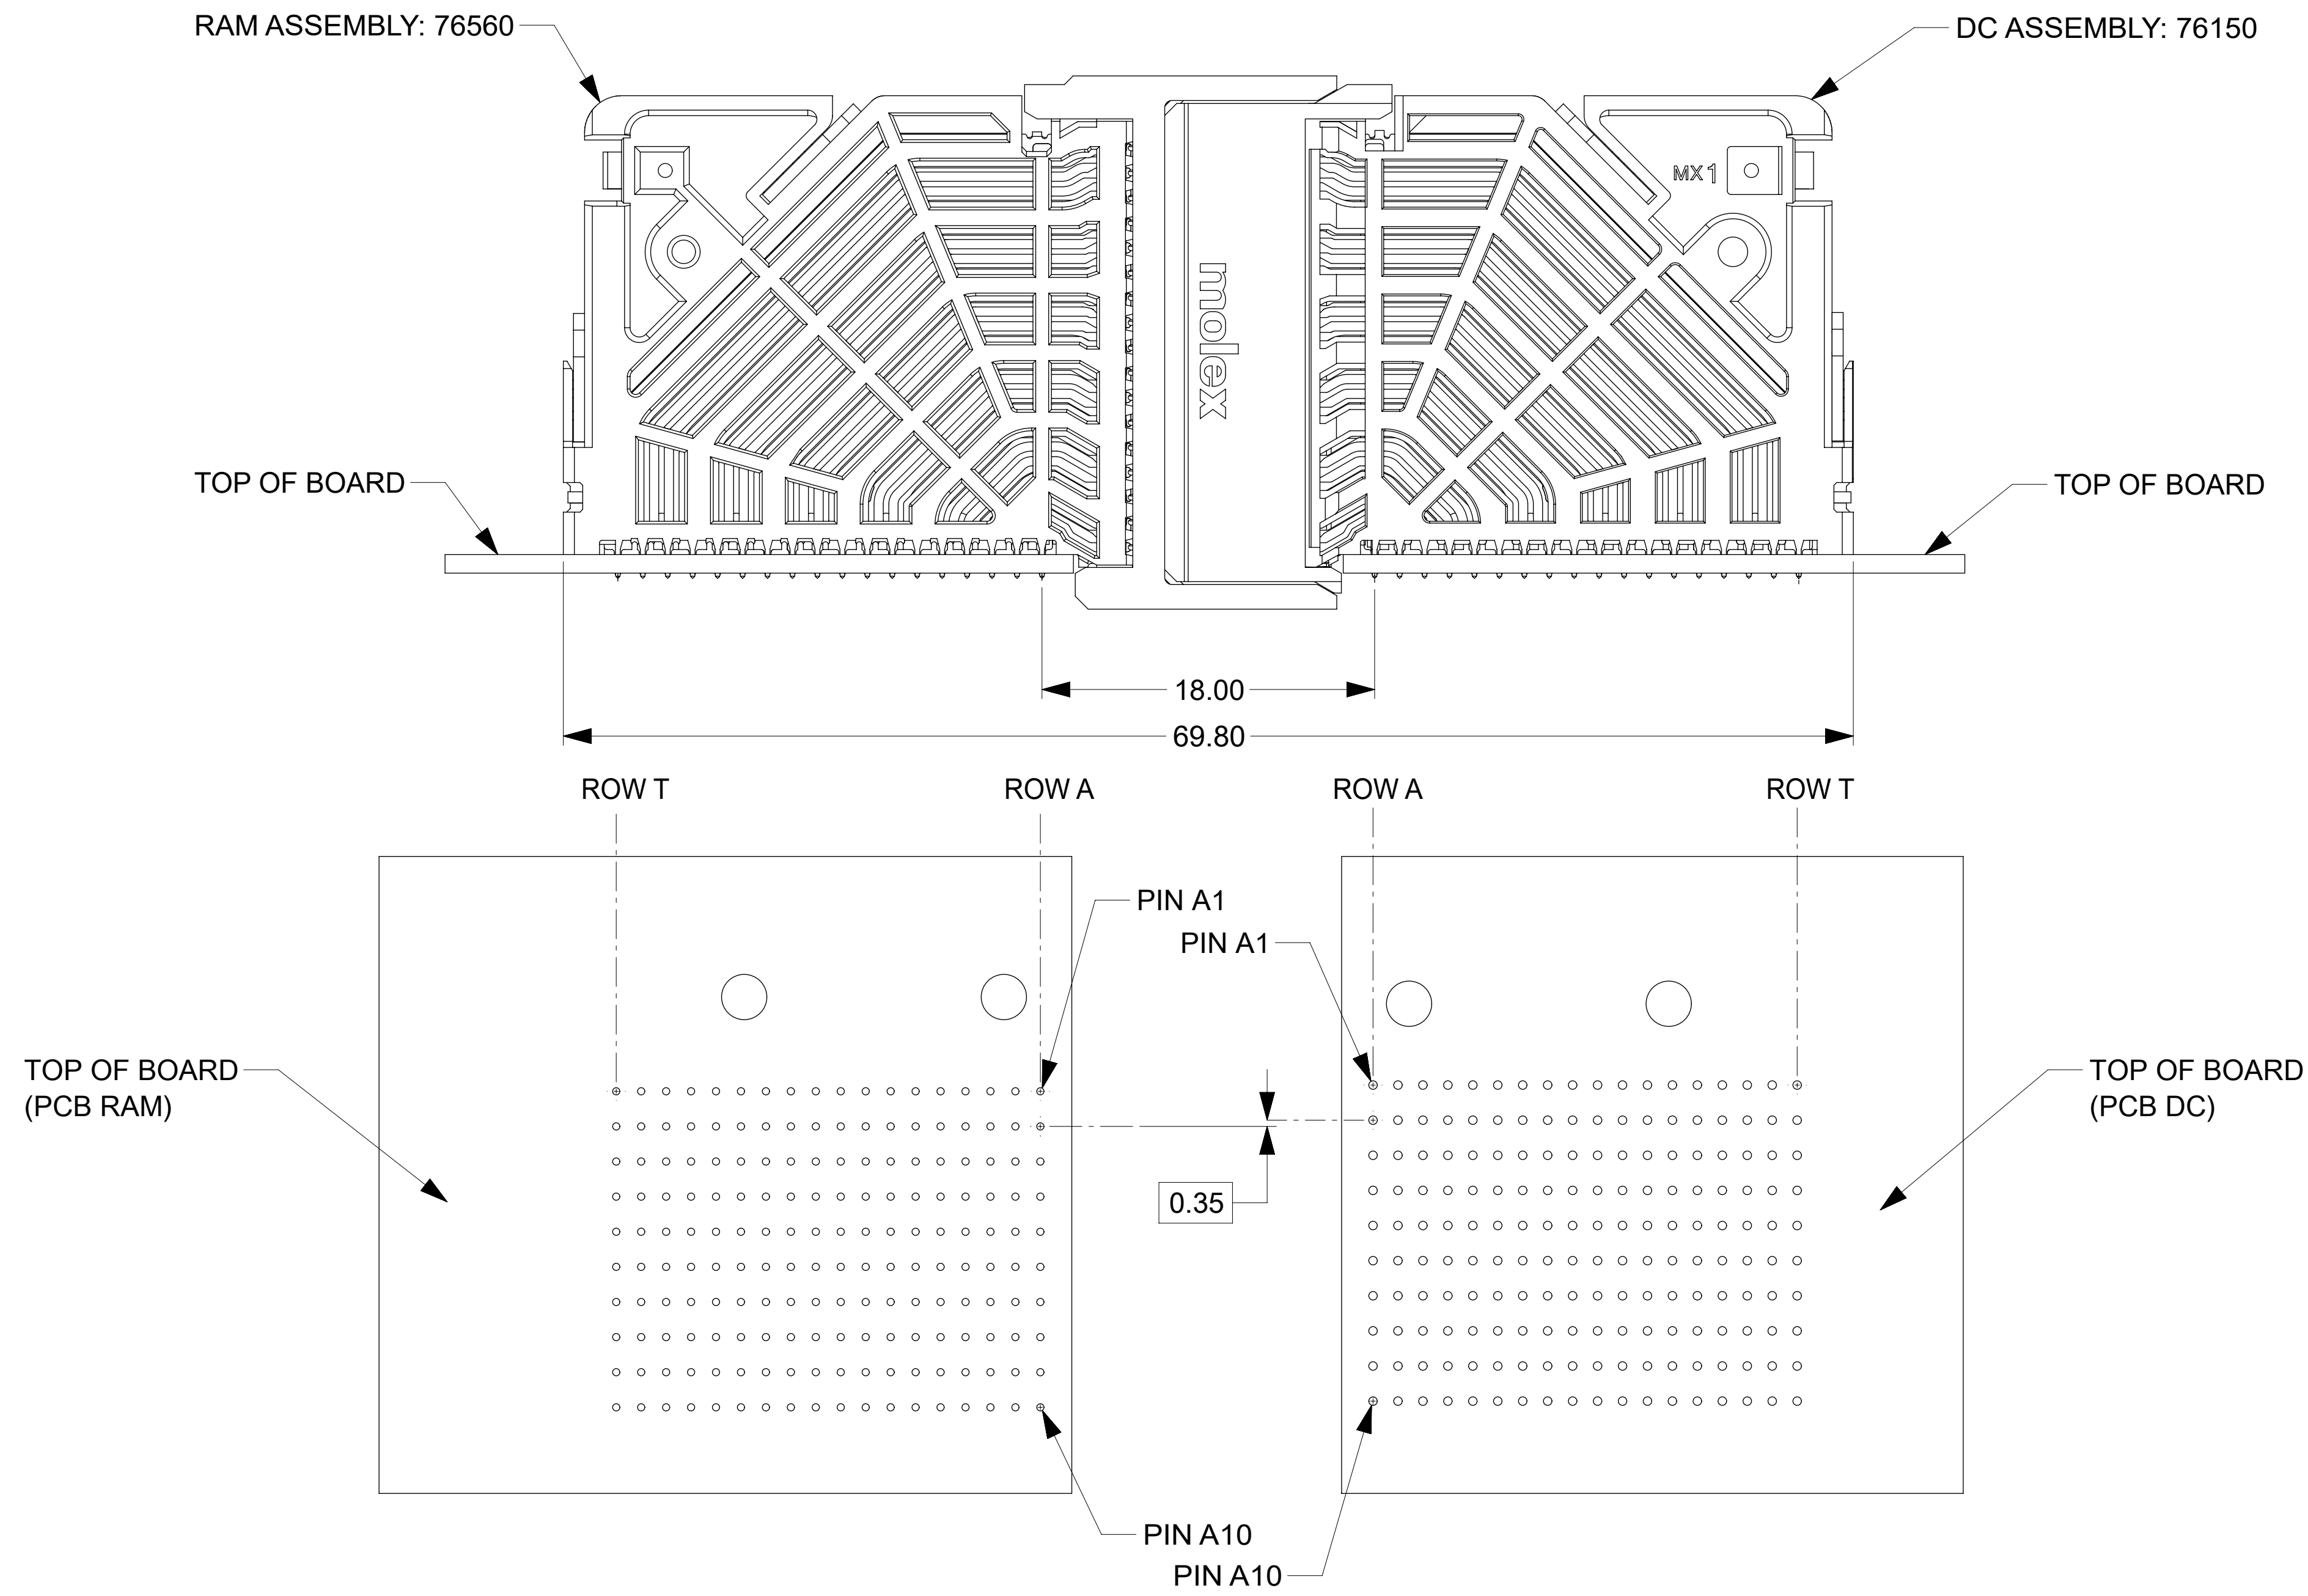 RAM ASSEMBLY: 76560
DC ASSEMBLY: 76150
MX1
molex
TOP OF BOARD
TOP OF BOARD
18.00
69.80
ROW T
ROW A
ROW A
ROW T
PIN A1
PIN A1
TOP OF BOARD
(PCB RAM)
TOP OF BOARD
(PCB DC)
0.35
PIN A10
PIN A10